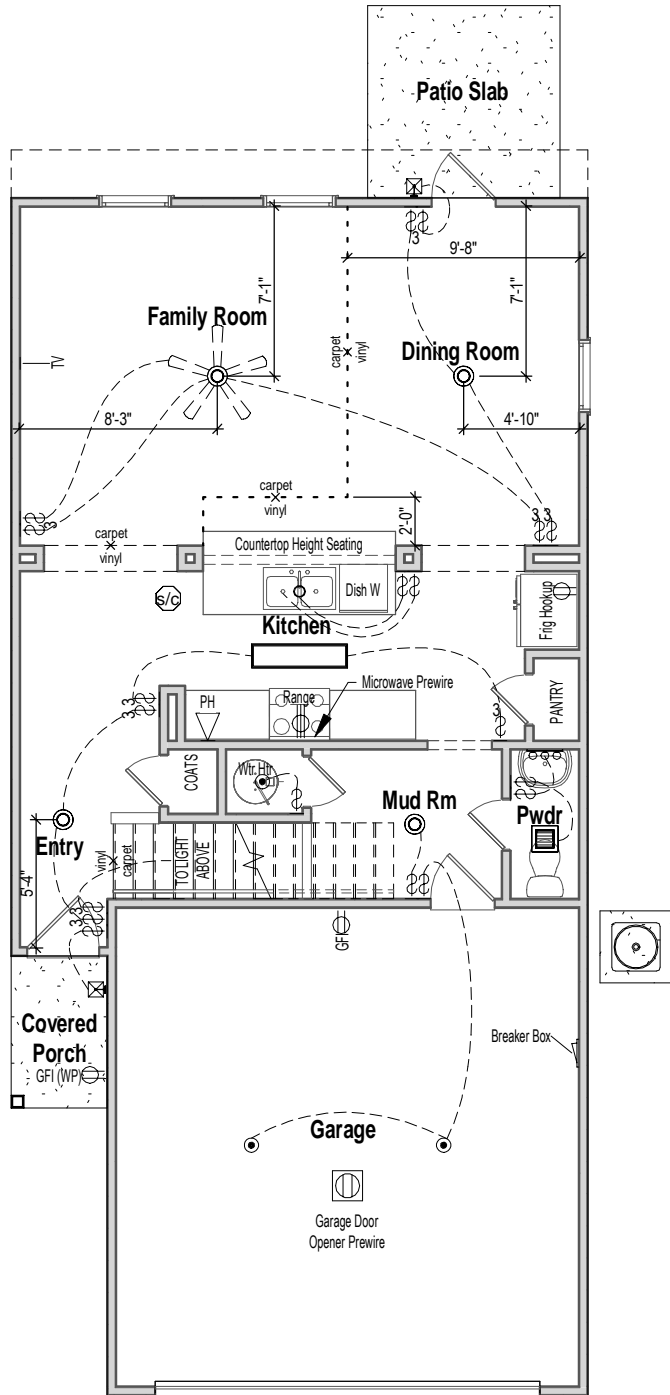 Patio Slab
3
9'-8"
7'-1"
7'-1"
Family Room
Dining Room
carpet
vinyl
TV
8'-3"
4'-10"
carpet
vinyl
2'-0"
3
3
3
carpet
vinyl
Countertop Height Seating
Dish W
s/c
Frig Hookup
Kitchen
Microwave Prewire
Range
PH
3
3
3
PANTRY
COATS
Wtr. Htr
Mud Rm
Pwdr
Entry
vinyl
carpet
TO LIGHT
ABOVE
5'-4"
3
3
GFI
Covered
Porch
GFI (WP)
Breaker Box
Garage
Garage Door
Opener Prewire